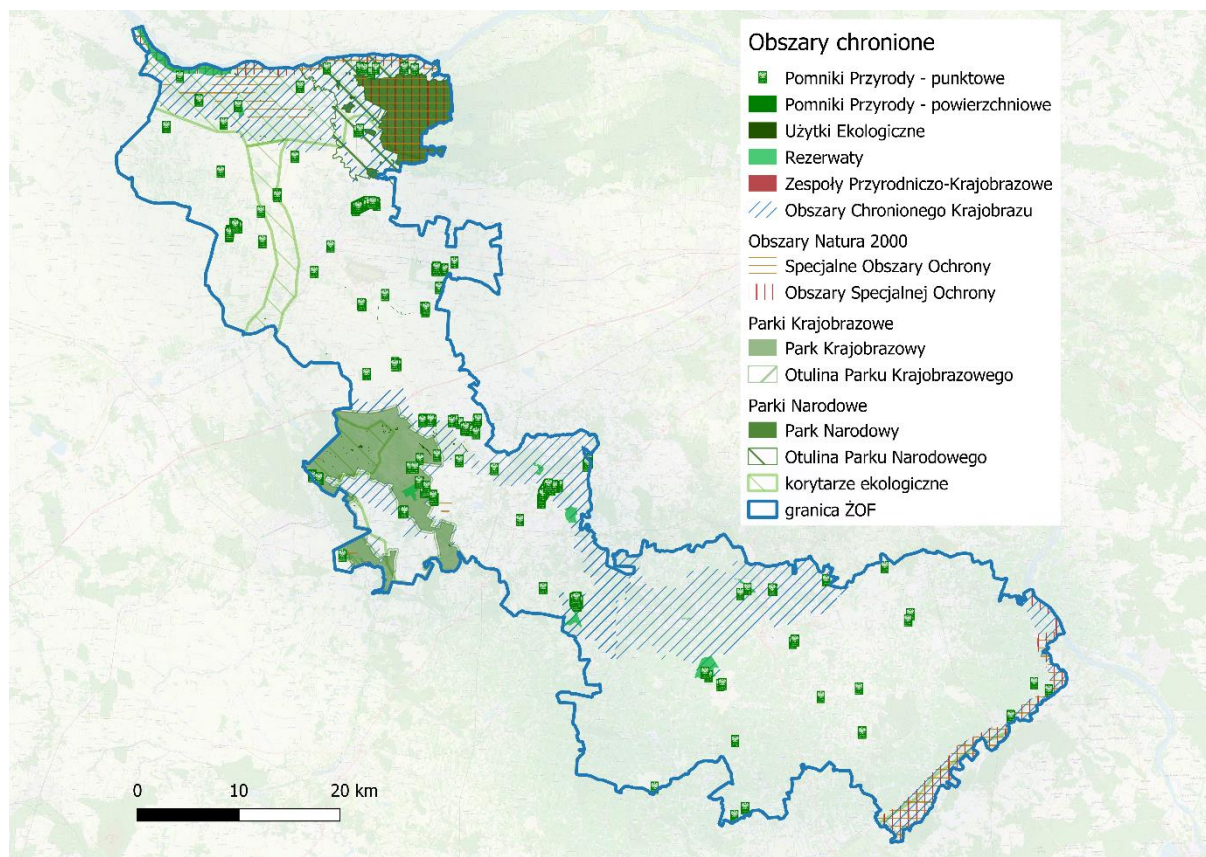 Obszary chronione
Pomniki Przyrody - punktowe
Pomniki Przyrody - powierzchniowe
Użytki Ekologiczne
Rezerwaty
Zespoły Przyrodniczo-Krajobrazowe
Obszary Chronionego Krajobrazu
Obszary Natura 2000
Specjalne Obszary Ochrony
Obszary Specjalnej Ochrony
Parki Krajobrazowe
Park Krajobrazowy
Otulina Parku Krajobrazowego
Parki Narodowe
Park Narodowy
Otulina Parku Narodowego
korytarze ekologiczne
granica ŻOF
0 10 20 km